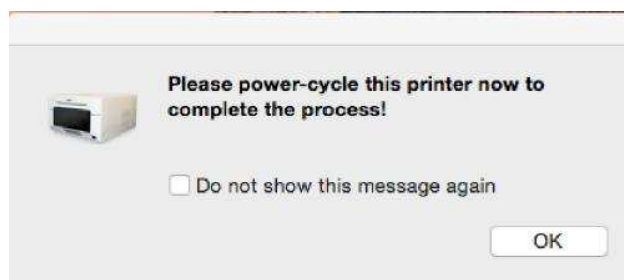 Please power-cycle this printer now to
complete the process!
Do not show this message again
OK